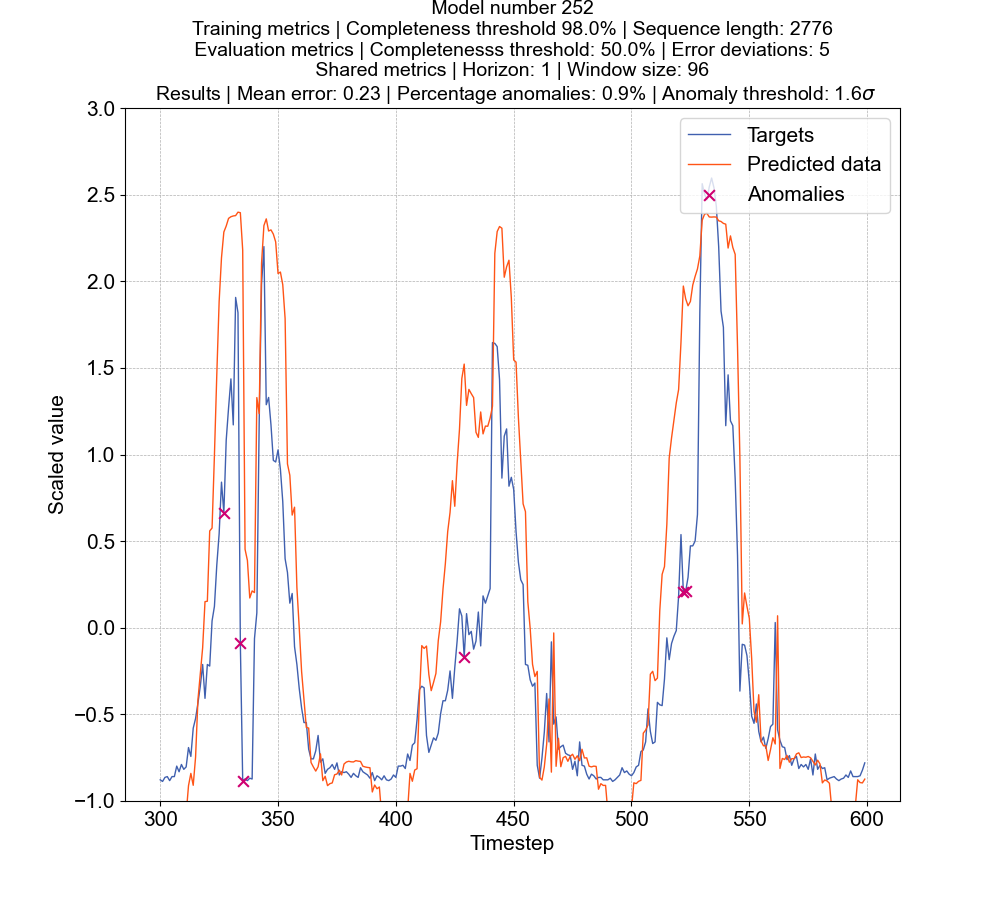 Model number 252
Training metrics | Completeness threshold 98.0% | Sequence length: 2776
Evaluation metrics | Completenesss threshold: 50.0% | Error deviations: 5
Shared metrics | Horizon: 1 | Window size: 96
Results | Mean error: 0.23 | Percentage anomalies: 0.9% | Anomaly threshold: 1.6σ
3.0
2.5
2.0
1.5
1.0
0.5
0.0
−0.5
−1.0
Scaled value
Targets
Predicted data
Anomalies
300 350 400 450 500 550 600
Timestep